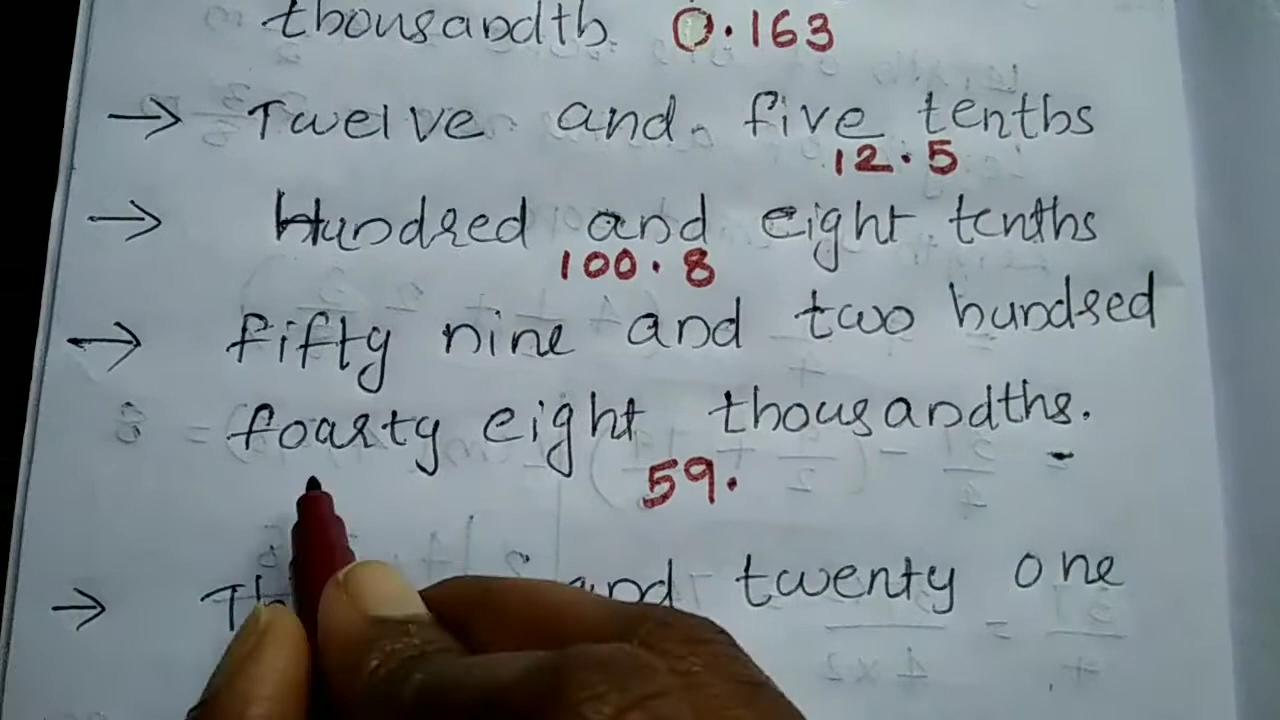 thousandth 0.163
→ Twelve and five tenths
12.5
→ Hundred and eight tenths
100.8
→ fifty nine and two hundred
foarty eight thousandths.
59.
→ and twenty one